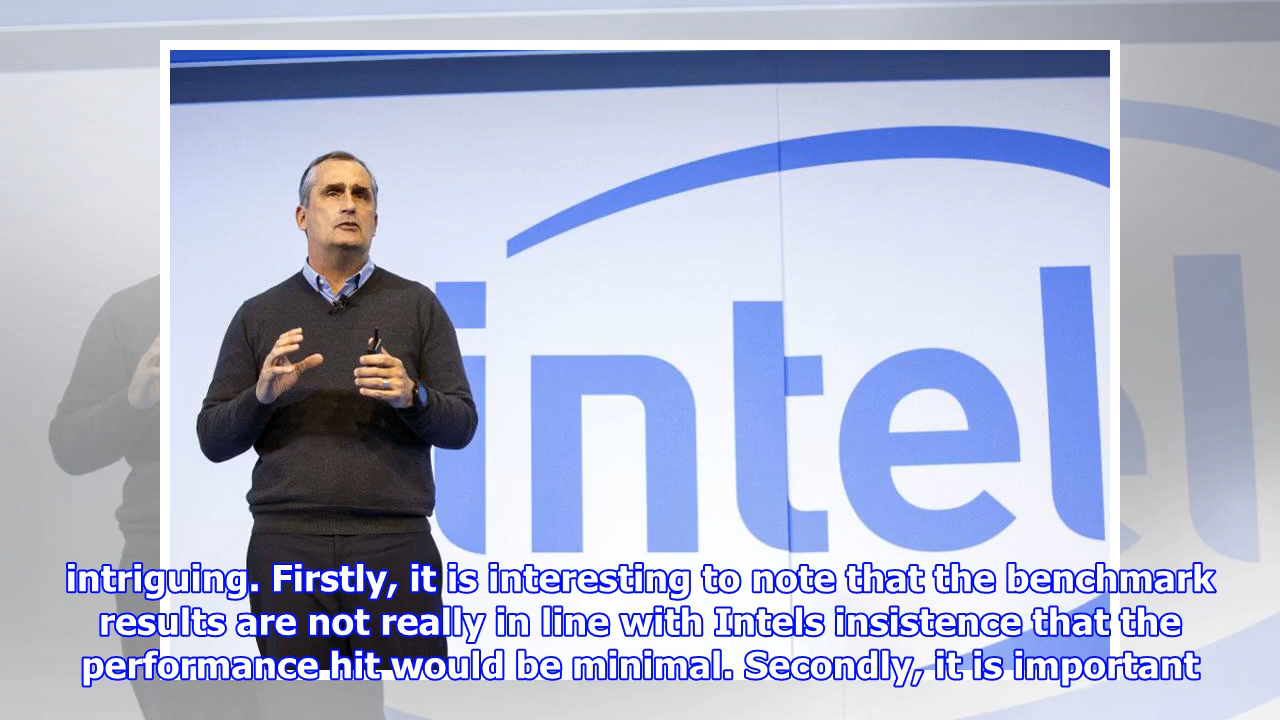 intel
intriguing. Firstly, it is interesting to note that the benchmark
results are not really in line with Intels insistence that the
performance hit would be minimal. Secondly, it is important